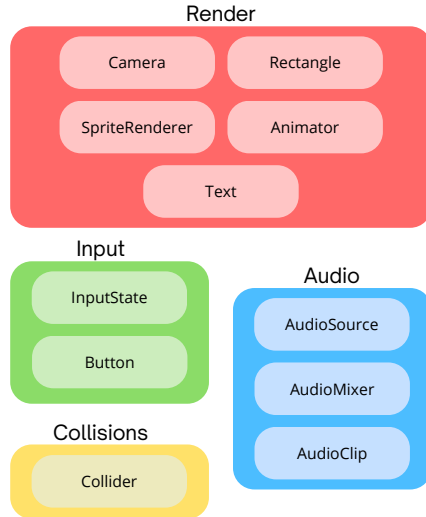 Render
Camera
Rectangle
SpriteRenderer
Animator
Text
Input
InputState
Button
Audio
AudioSource
AudioMixer
AudioClip
Collisions
Collider